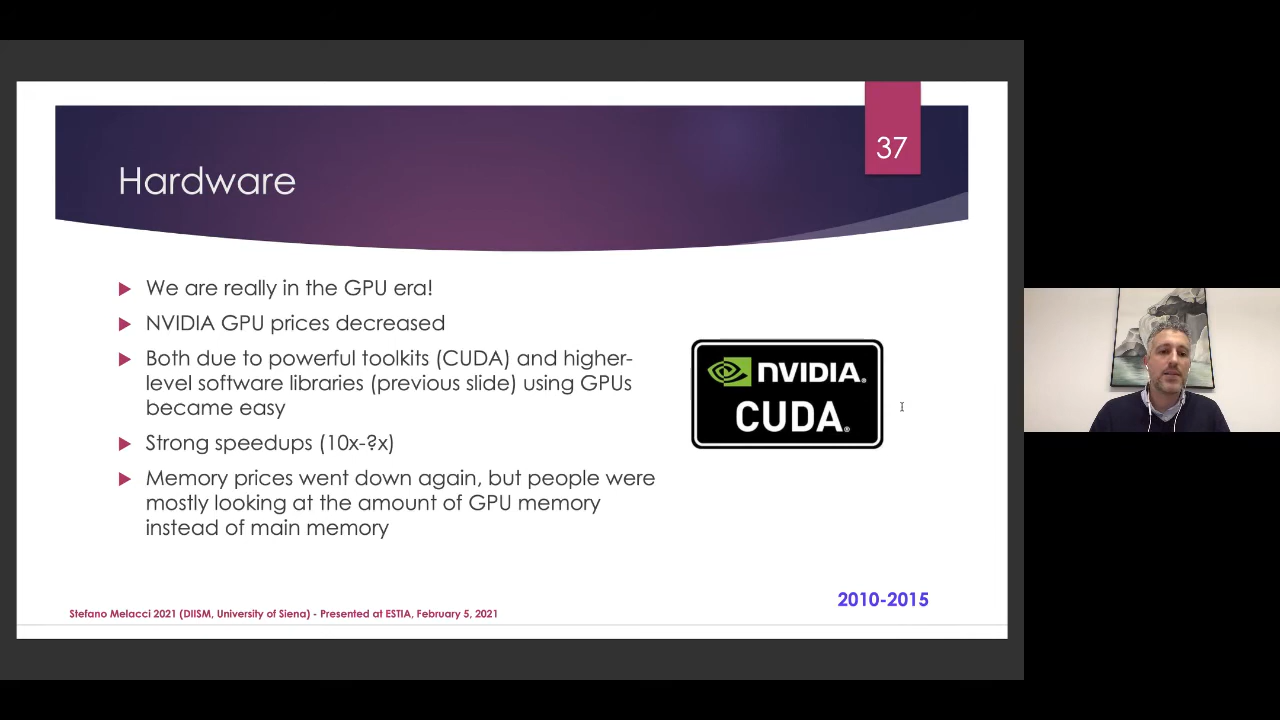 37
Hardware
We are really in the GPU era!
NVIDIA GPU prices decreased
Both due to powerful toolkits (CUDA) and higher-
level software libraries (previous slide) using GPUs
became easy
Strong speedups (10x-?x)
Memory prices went down again, but people were
mostly looking at the amount of GPU memory
instead of main memory
NVIDIA®
CUDA®
2010-2015
Stefano Melacci 2021 (DIISM, University of Siena) - Presented at ESTIA, February 5, 2021